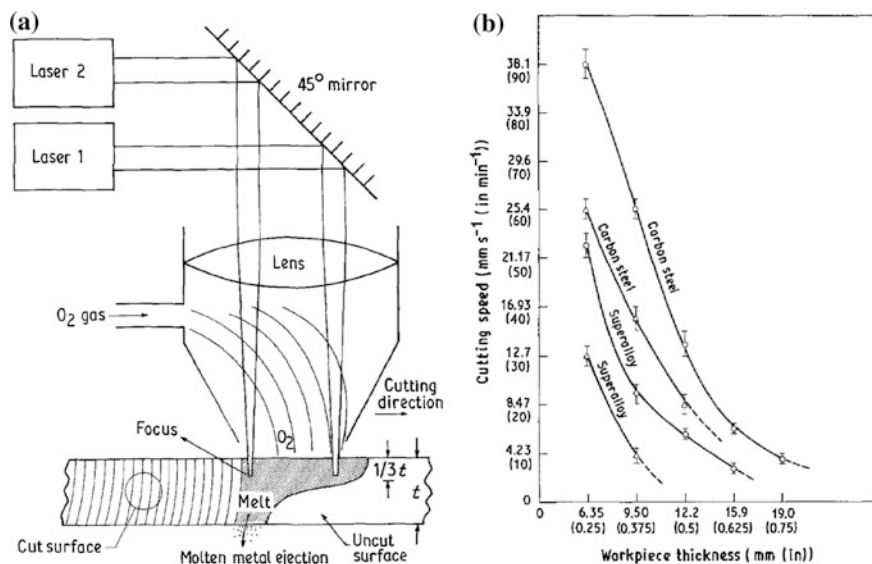 (a)
Laser 2
Laser 1
45° mirror
Lens
O₂ gas
Cutting
direction
Focus
O₂
1/3 t
t
Melt
Cut surface
Molten metal ejection
Uncut
surface
(b)
Cutting speed (mm s⁻¹ (in min⁻¹))
38.1
(90)
33.9
(80)
29.6
(70)
25.4
(60)
21.17
(50)
16.93
(40)
12.7
(30)
8.47
(20)
4.23
(10)
0
Carbon steel
Carbon steel
Superalloy
Superalloy
0 6.35 9.50 12.2 15.9 19.0
(0.25) (0.375) (0.5) (0.625) (0.75)
Workpiece thickness (mm (in))